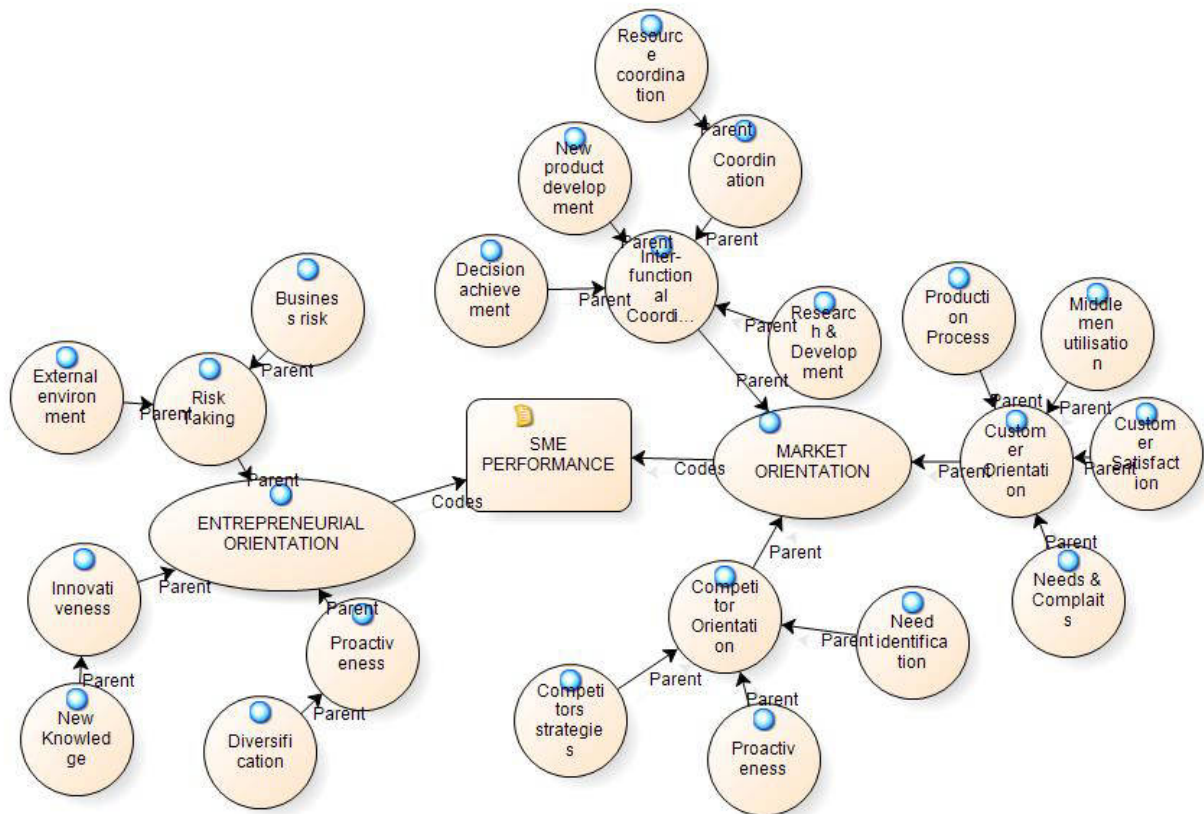 Resourc
e
coordina
tion
Parent
Coordin
ation
Parent
New
product
develop
ment
Parent
Decision
achieve
ment
Parent
Inter-
function
al
Coordi...
Researc
h &
Develop
ment
Parent
Parent
Busines
s risk
Parent
External
environ
ment
Parent
Risk
Taking
Parent
ENTREPRENEURIAL
ORIENTATION
Codes
SME
PERFORMANCE
Codes
MARKET
ORIENTATION
Producti
on
Process
Parent
Middle
men
utilisatio
n
Parent
Custom
er
Satisfact
ion
Parent
Custom
er
Orientati
on
Parent
Parent
Needs &
Complait
s
Innovati
veness
Parent
Parent
New
Knowled
ge
Parent
Proactiv
eness
Parent
Diversifi
cation
Parent
Competi
tor
Orientati
on
Parent
Need
identific
ation
Parent
Competi
tors
strategie
s
Parent
Proactiv
eness